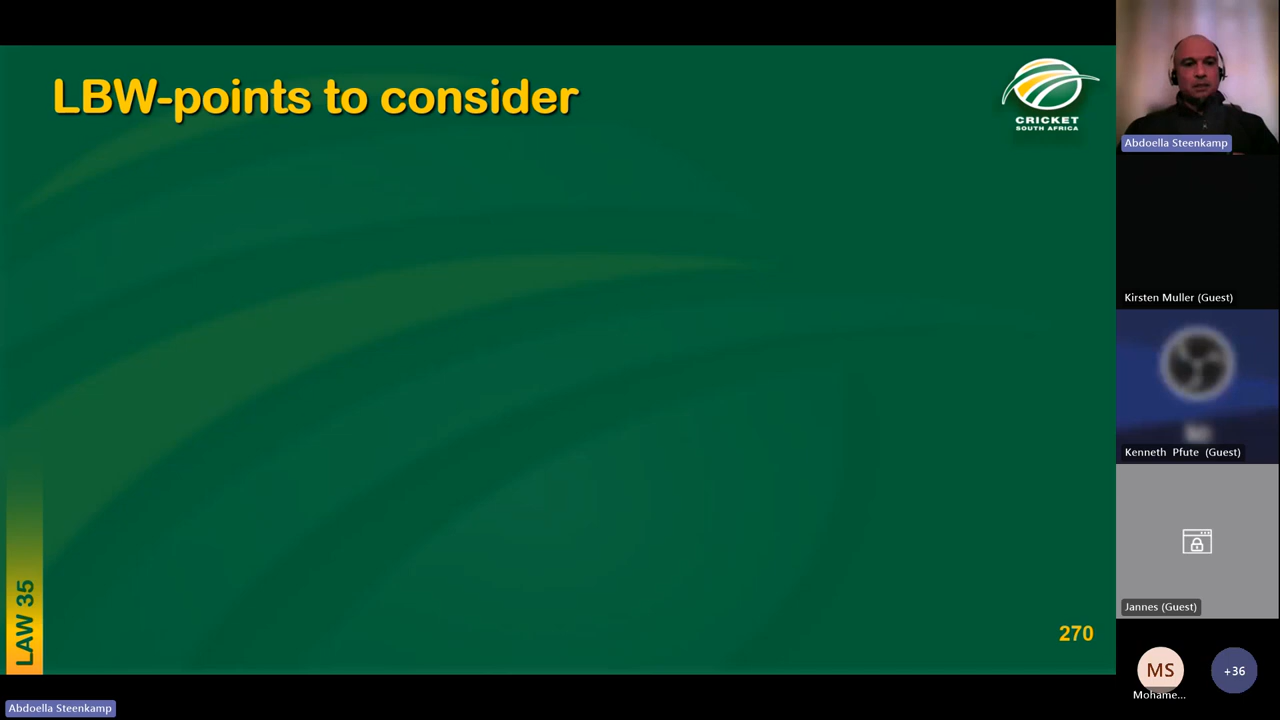 LBW-points to consider
CRICKET
SOUTH AFRICA
LAW 35
270
Abdoella Steenkamp
Abdoella Steenkamp
Kirsten Muller (Guest)
Kenneth Pfute (Guest)
Jannes (Guest)
MS
Mohame...
+36